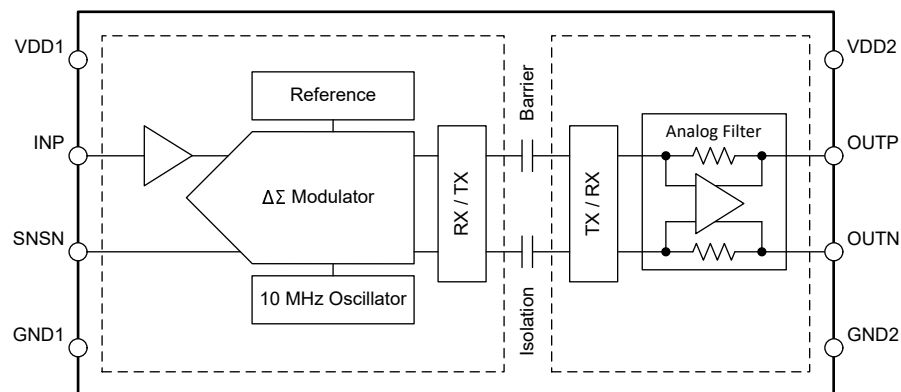 VDD1
VDD2
Reference
Barrier
Analog Filter
INP
OUTP
ΔΣ Modulator
RX / TX
TX / RX
SNSN
OUTN
10 MHz Oscillator
Isolation
GND1
GND2